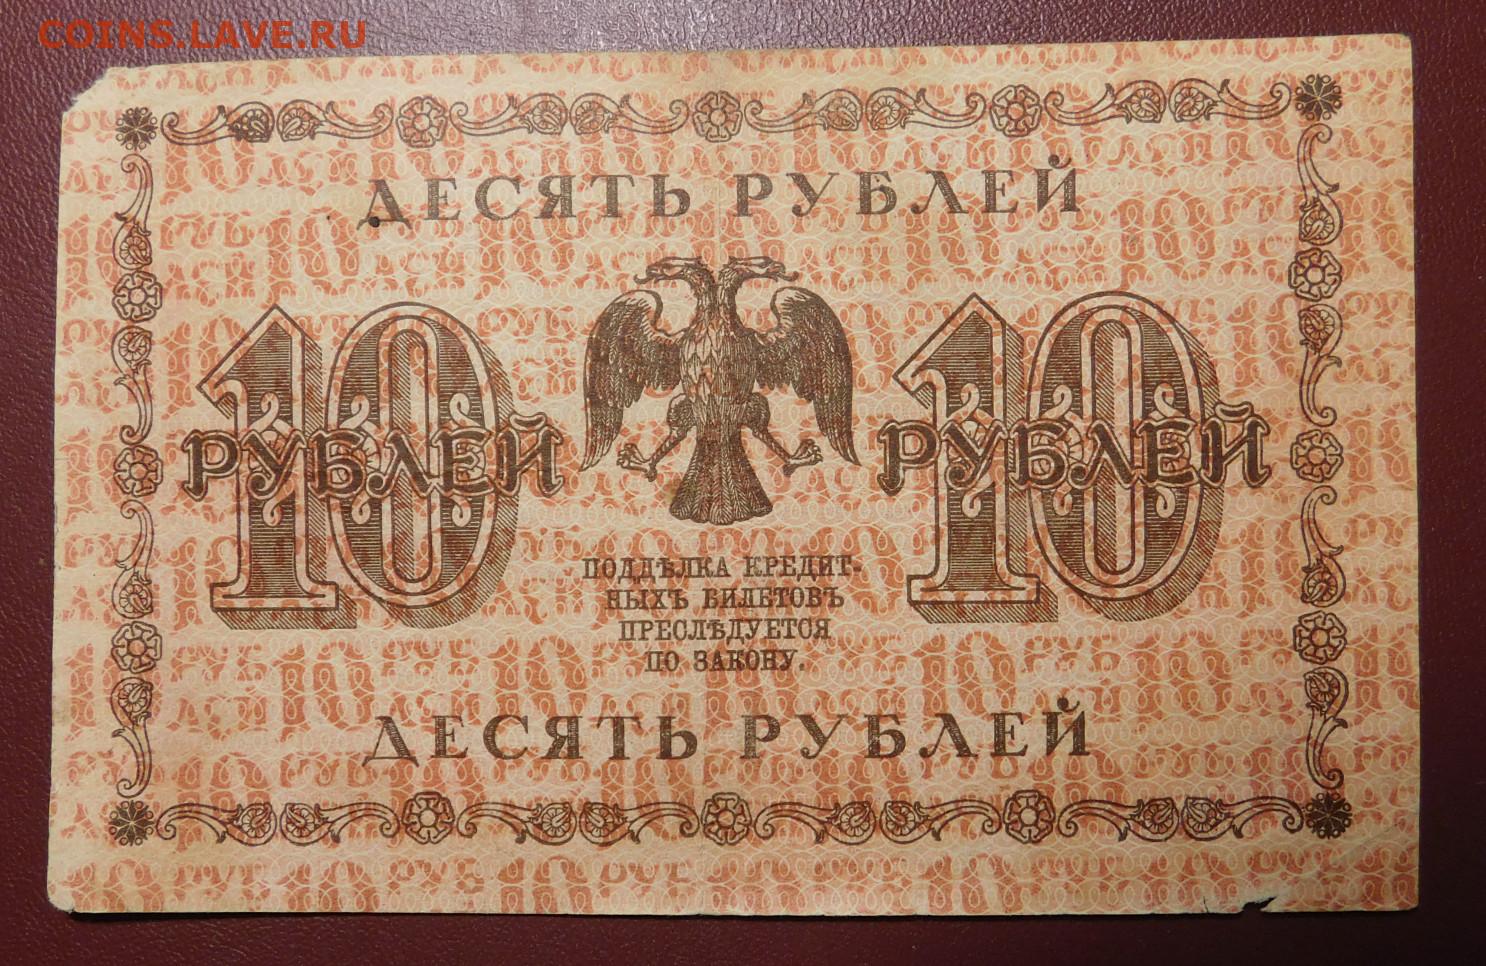 COINS.LAVE.RU
ДЕСЯТЬ РУБЛЕЙ
10 10
РУБЛЕЙ РУБЛЕЙ
ПОДДѢЛКА КРЕДИТ-
НЫХЪ БИЛЕТОВЪ
ПРЕСЛѢДУЕТСЯ
ПО ЗАКОНУ.
ДЕСЯТЬ РУБЛЕЙ